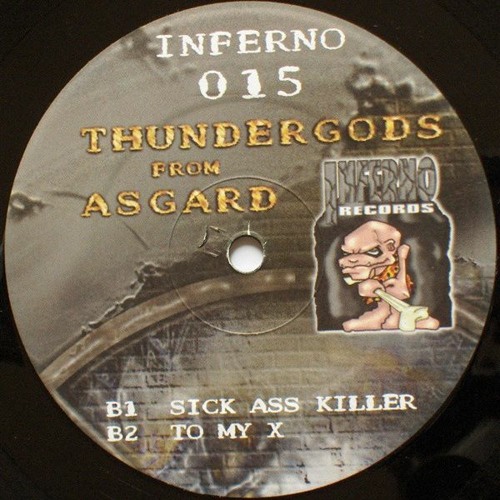 INFERNO
015
THUNDERGODS
FROM
ASGARD
INFERNO
RECORDS
B1 SICK ASS KILLER
B2 TO MY X